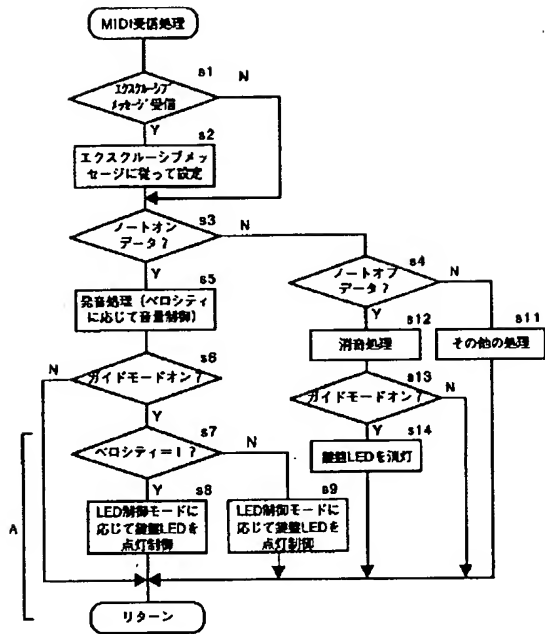 MIDI受信処理
s1
N
エクスクルーシブ
メッセージ受信
Y
s2
エクスクルーシブメッ
セージに従って設定
s3
ノートオン
データ?
N
Y
s4
ノートオフ
データ?
N
Y
s5
発音処理(ベロシティ
に応じて音量制御)
s12
消音処理
s11
その他の処理
s6
N
ガイドモードオン?
Y
s13
ガイドモードオン?
N
Y
s7
ベロシティ=1?
N
Y
s14
鍵盤LEDを消灯
A
s8
LED制御モードに
応じて鍵盤LEDを
点灯制御
s9
LED制御モードに
応じて鍵盤LEDを
点灯制御
リターン